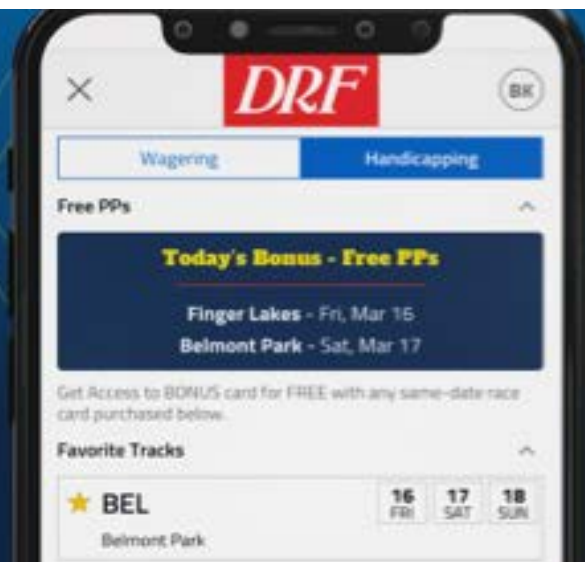 DRF
BK
Wagering
Handicapping
Free PPs
Today's Bonus - Free PPs
Finger Lakes - Fri, Mar 16
Belmont Park - Sat, Mar 17
Get Access to BONUS card for FREE with any same-date race
card purchased below.
Favorite Tracks
BEL
16 17 18
FRI SAT SUN
Belmont Park